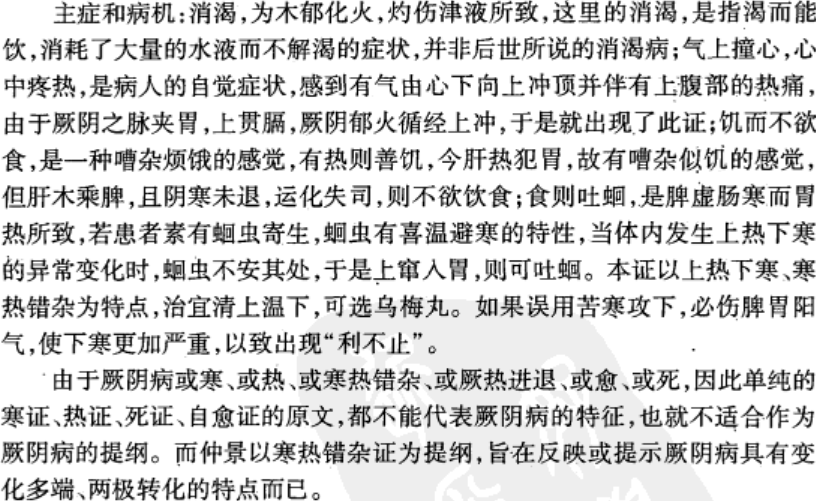 主症和病机:消渴,为木郁化火,灼伤津液所致,这里的消渴,是指渴而能
饮,消耗了大量的水液而不解渴的症状,并非后世所说的消渴病;气上撞心,心
中疼热,是病人的自觉症状,感到有气由心下向上冲顶并伴有上腹部的热痛,
由于厥阴之脉夹胃,上贯膈,厥阴郁火循经上冲,于是就出现了此证;饥而不欲
食,是一种嘈杂烦饿的感觉,有热则善饥,今肝热犯胃,故有嘈杂似饥的感觉,
但肝木乘脾,且阴寒未退,运化失司,则不欲饮食;食则吐蛔,是脾虚肠寒而胃
热所致,若患者素有蛔虫寄生,蛔虫有喜温避寒的特性,当体内发生上热下寒
的异常变化时,蛔虫不安其处,于是上窜入胃,则可吐蛔。本证以上热下寒、寒
热错杂为特点,治宜清上温下,可选乌梅丸。如果误用苦寒攻下,必伤脾胃阳
气,使下寒更加严重,以致出现“利不止”。
由于厥阴病或寒、或热、或寒热错杂、或厥热进退、或愈、或死,因此单纯的
寒证、热证、死证、自愈证的原文,都不能代表厥阴病的特征,也就不适合作为
厥阴病的提纲。而仲景以寒热错杂证为提纲,旨在反映或提示厥阴病具有变
化多端、两极转化的特点而已。